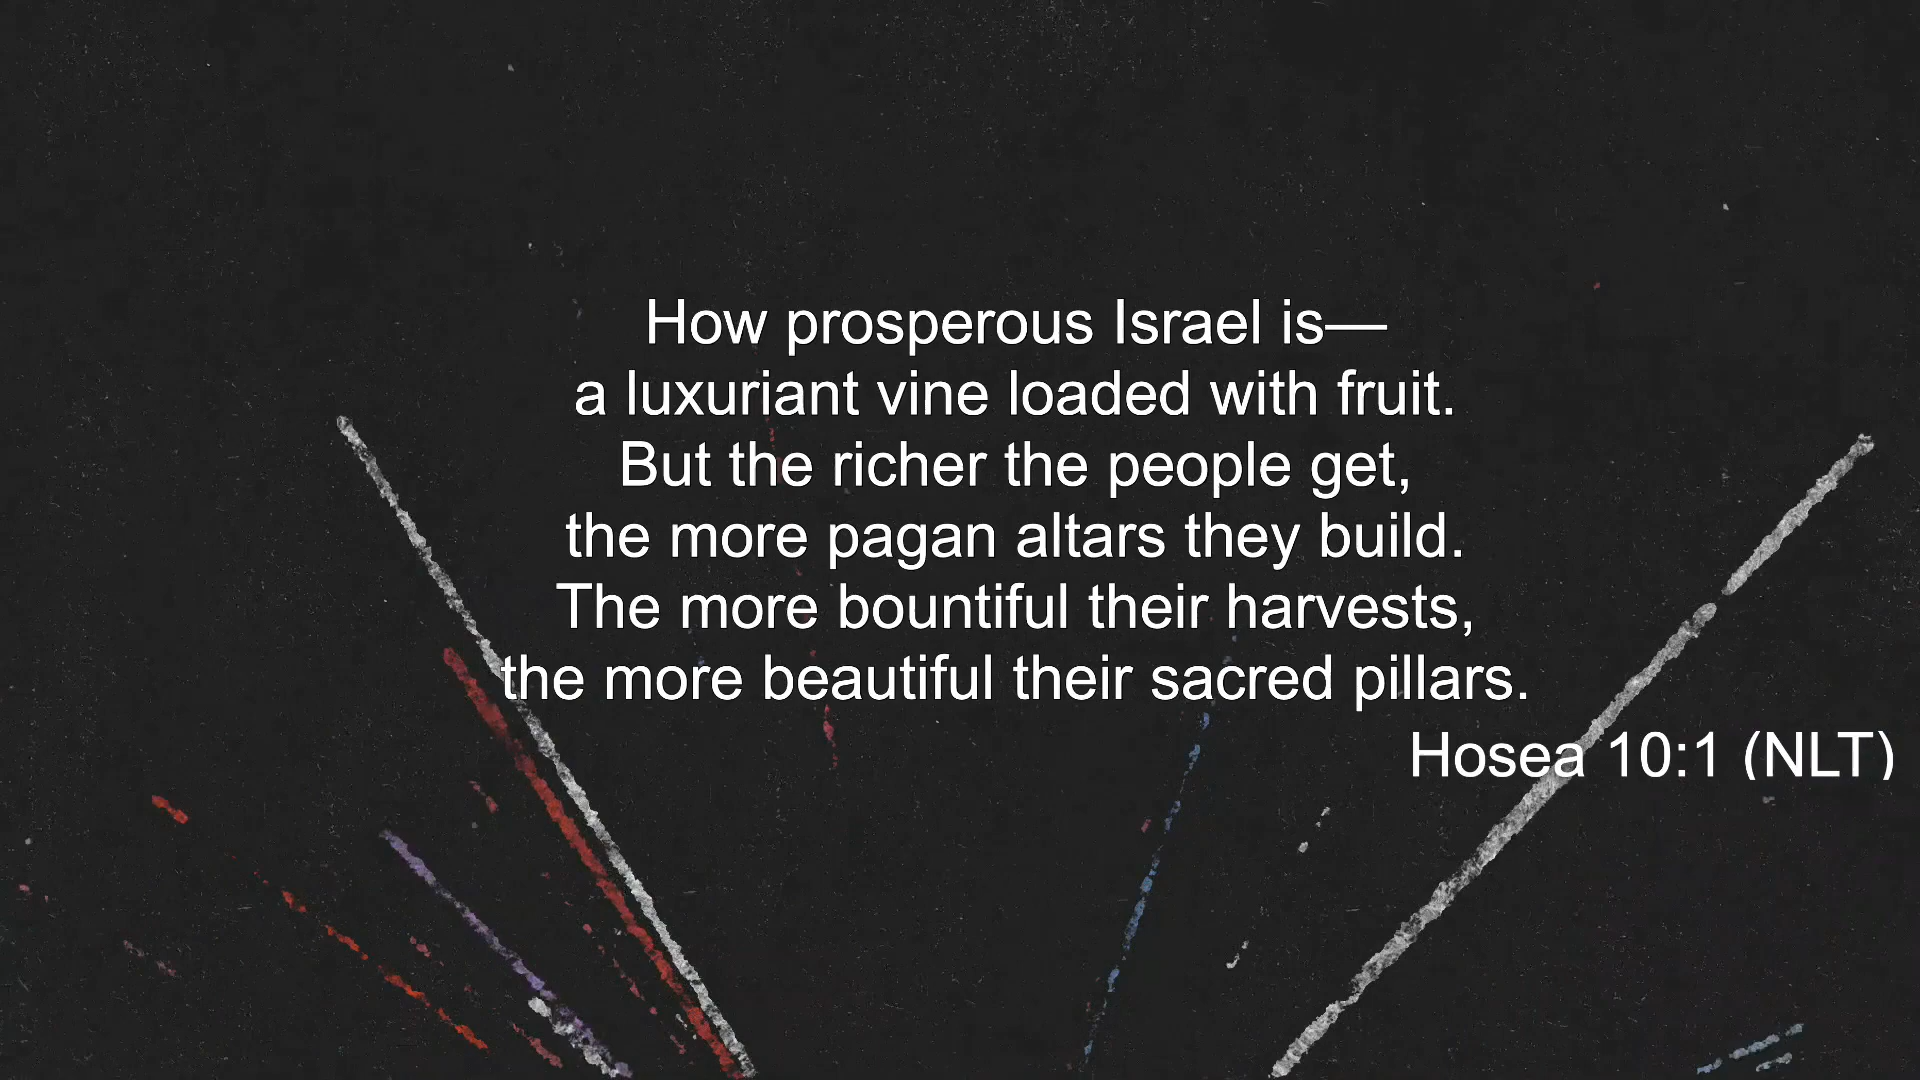 How prosperous Israel is—
a luxuriant vine loaded with fruit.
But the richer the people get,
the more pagan altars they build.
The more bountiful their harvests,
the more beautiful their sacred pillars.
Hosea 10:1 (NLT)